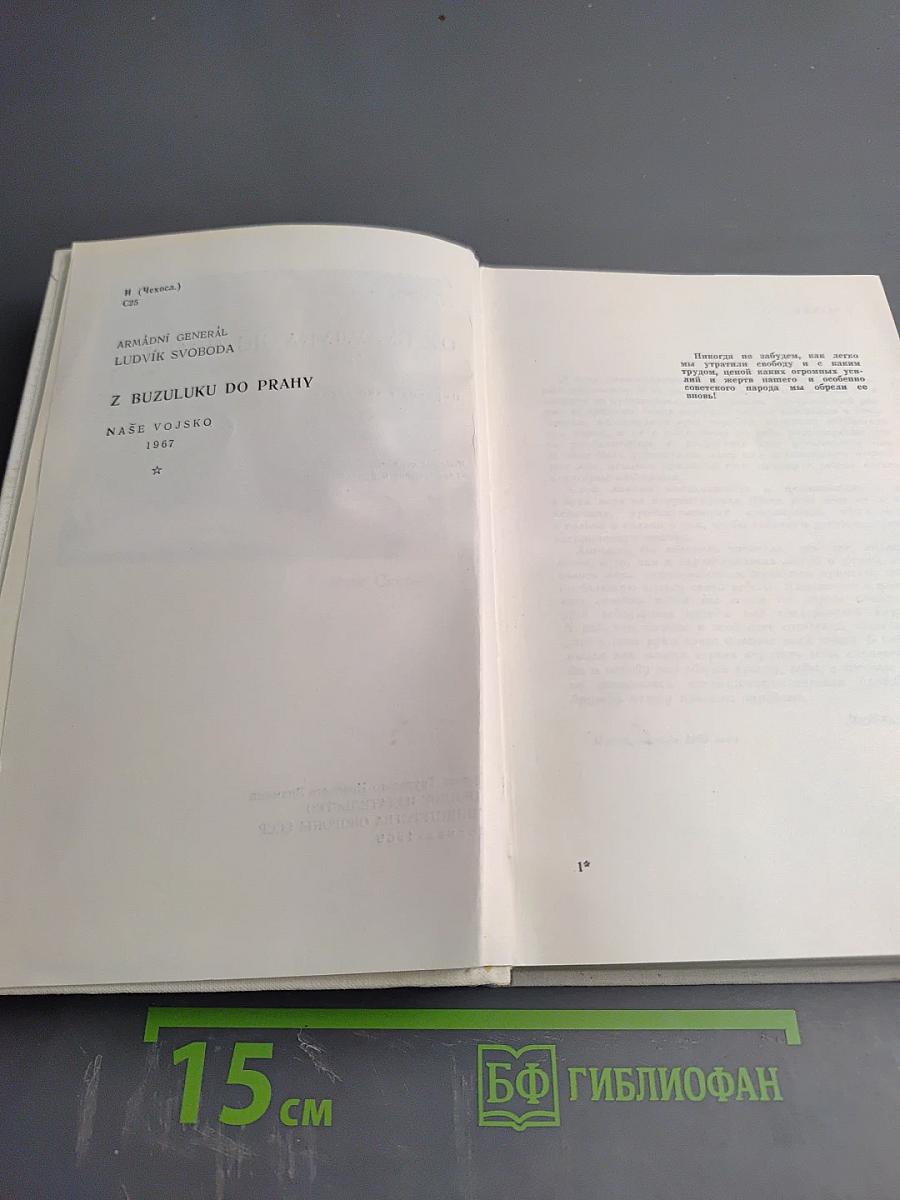 И (Чехосл.)
С25
ARMÁDNÍ GENERÁL
LUDVÍK SVOBODA
Z BUZULUKU DO PRAHY
NAŠE VOJSKO
1967
☆
Никогда не забудем, как легко
мы утратили свободу и с каким
трудом, ценой каких огромных уси-
лий и жертв нашего и особенно
советского народа мы обрели ее
вновь!
1*
15 см
БФ ГИБЛИОФАН